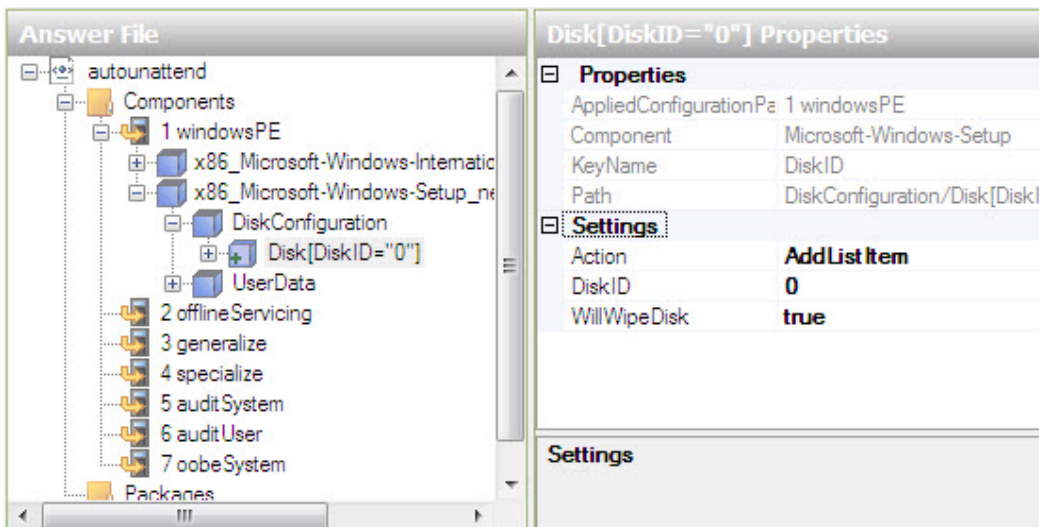 Answer File
autounattend
Components
1 windowsPE
x86_Microsoft-Windows-Internatio
x86_Microsoft-Windows-Setup_ne
DiskConfiguration
Disk[DiskID="0"]
UserData
2 offlineServicing
3 generalize
4 specialize
5 auditSystem
6 auditUser
7 oobeSystem
Packages
Disk[DiskID="0"] Properties
Properties
AppliedConfigurationPa 1 windowsPE
Component Microsoft-Windows-Setup
KeyName DiskID
Path DiskConfiguration/Disk[DiskI
Settings
Action AddListItem
DiskID 0
WillWipeDisk true
Settings